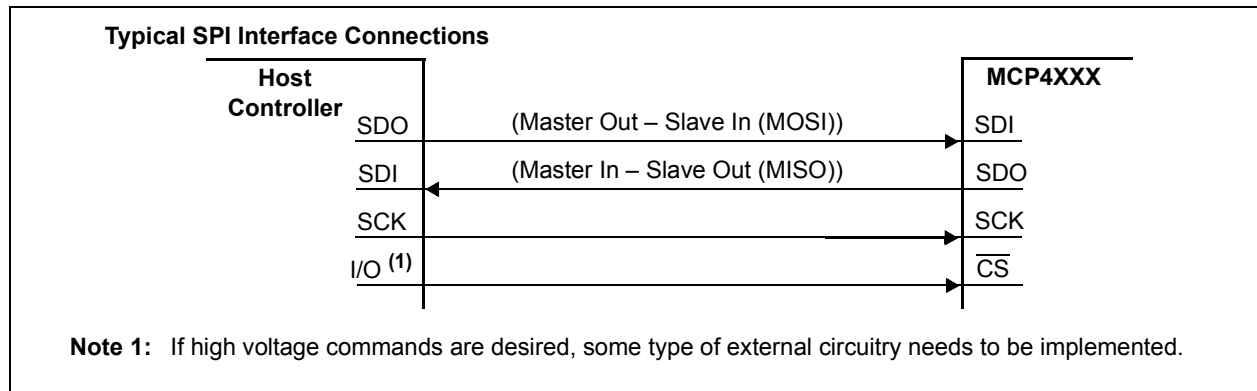 Typical SPI Interface Connections
Host
Controller
MCP4XXX
SDO (Master Out – Slave In (MOSI)) SDI
SDI (Master In – Slave Out (MISO)) SDO
SCK SCK
I/O (1) CS
Note 1: If high voltage commands are desired, some type of external circuitry needs to be implemented.